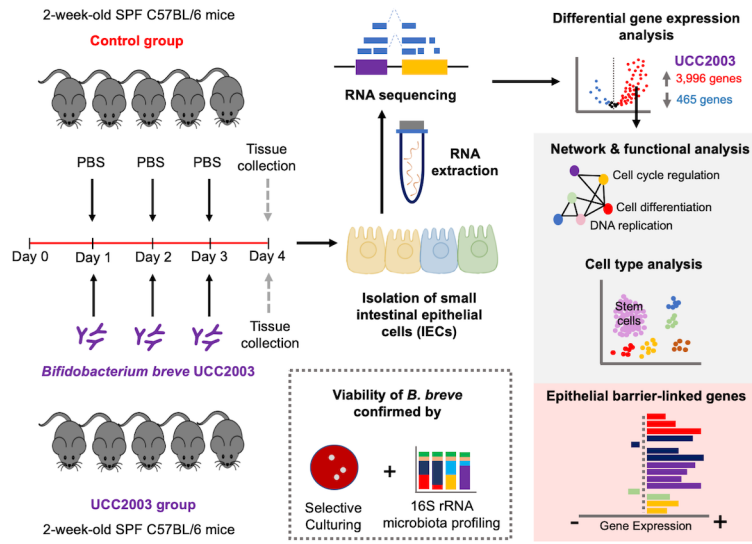 2-week-old SPF C57BL/6 mice
Control group
PBS
PBS
PBS
Tissue
collection
Day 0
Day 1
Day 2
Day 3
Day 4
Tissue
collection
Bifidobacterium breve UCC2003
UCC2003 group
2-week-old SPF C57BL/6 mice
RNA sequencing
RNA
extraction
Isolation of small
intestinal epithelial
cells (IECs)
Viability of B. breve
confirmed by
Selective
Culturing
+
16S rRNA
microbiota profiling
Differential gene expression
analysis
UCC2003
3,996 genes
465 genes
Network & functional analysis
Cell cycle regulation
Cell differentiation
DNA replication
Cell type analysis
Stem
cells
Epithelial barrier-linked genes
- Gene Expression +